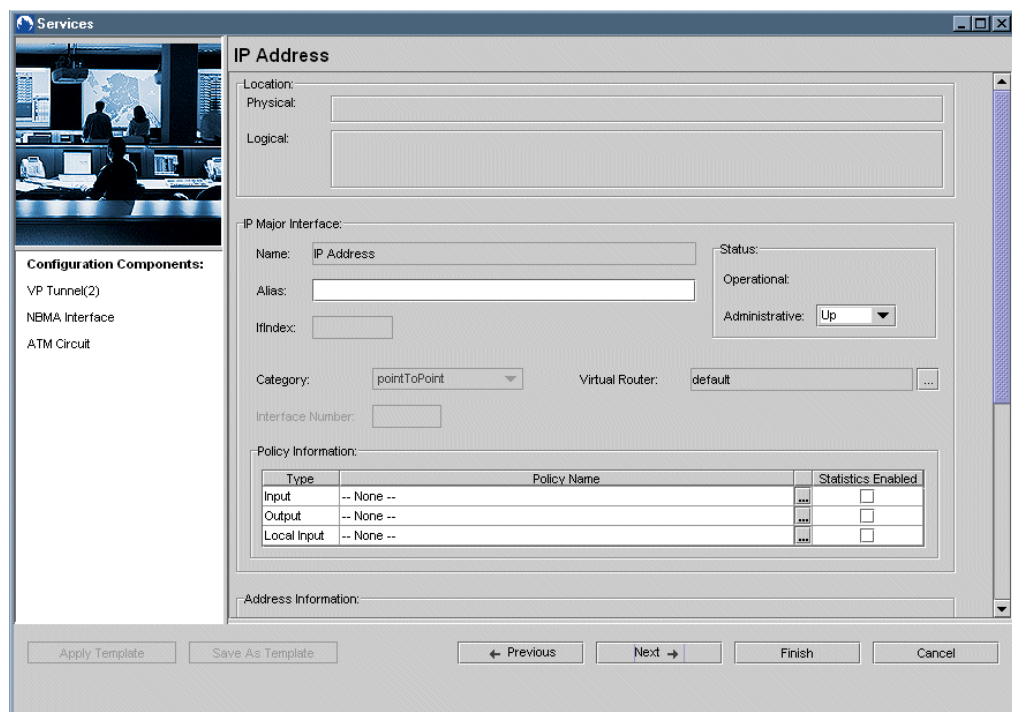 Services
IP Address
Location:
Physical:
Logical:
IP Major Interface:
Name: IP Address
Status:
Operational:
Alias:
Administrative: Up
IfIndex:
Category: pointToPoint Virtual Router: default ...
Interface Number:
Policy Information:
Type Policy Name Statistics Enabled
Input -- None -- ...
Output -- None -- ...
Local Input -- None -- ...
Address Information:
Configuration Components:
VP Tunnel(2)
NBMA Interface
ATM Circuit
Apply Template Save As Template ← Previous Next → Finish Cancel